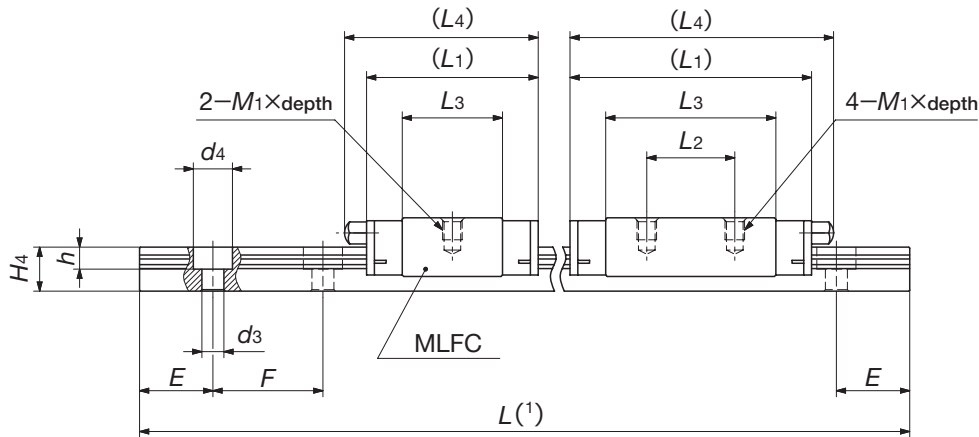 (L4) (L4)
(L1) (L1)
2−M1×depth L3 L3 4−M1×depth
d4 L2
h
H4
d3 MLFC
E F E
L(1)